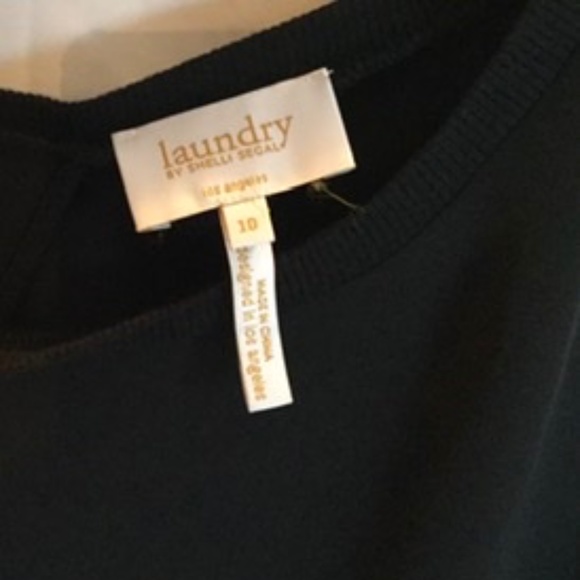 laundry
BY SHELLI SEGAL
los angeles
10
MADE IN CHINA
designed in los angeles